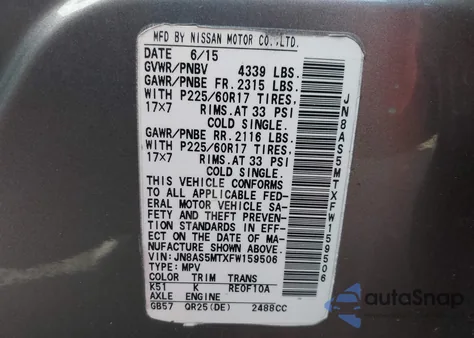 MFD BY NISSAN MOTOR CO.,LTD.
DATE 6/15
GVWR/PNBV 4339 LBS.
GAWR/PNBE FR. 2315 LBS.
WITH P225/60R17 TIRES,
17×7 RIMS.AT 33 PSI
COLD SINGLE.
GAWR/PNBE RR. 2116 LBS.
WITH P225/60R17 TIRES,
17×7 RIMS.AT 33 PSI
COLD SINGLE.
THIS VEHICLE CONFORMS
TO ALL APPLICABLE FED-
ERAL MOTOR VEHICLE SA-
FETY AND THEFT PREVEN-
TION STANDARDS IN EFF-
ECT ON THE DATE OF MA-
NUFACTURE SHOWN ABOVE.
VIN:JN8AS5MTXFW159506
TYPE:MPV
COLOR TRIM TRANS
K51 K RE0F10A
AXLE ENGINE
GB57 QR25(DE) 2488CC
JN8AS5MTXFW159506
autoSnap